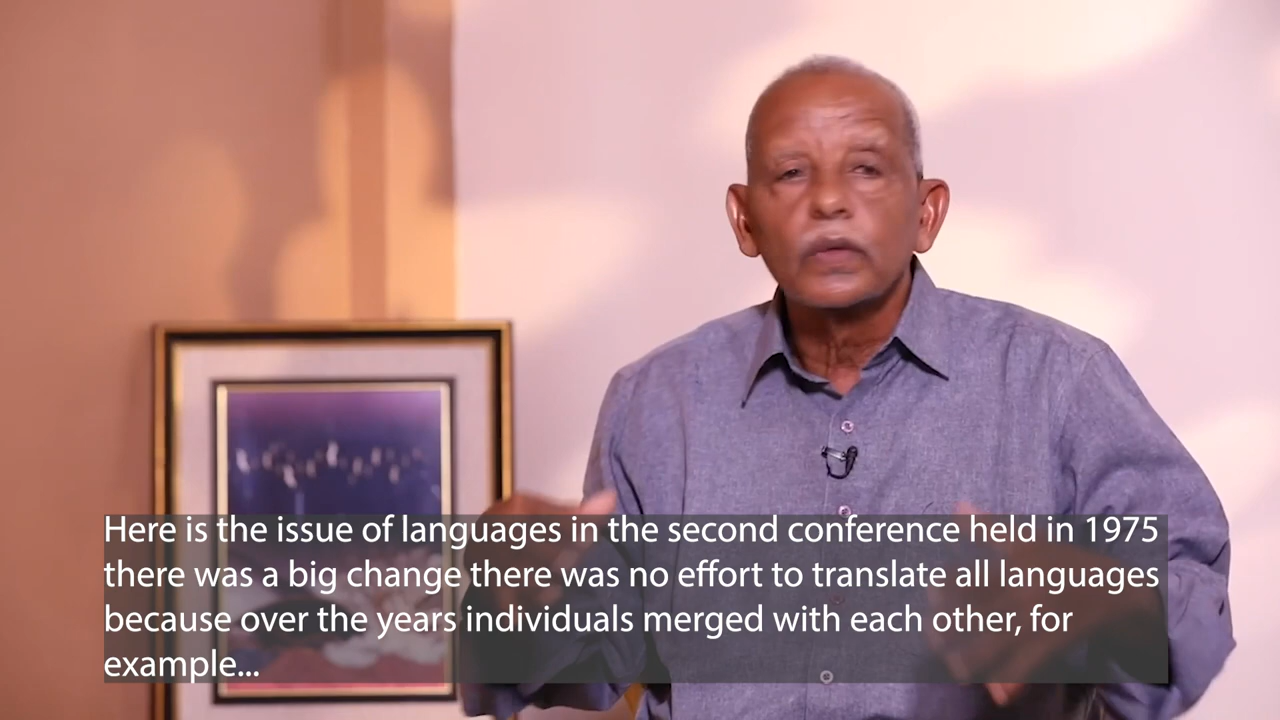 Here is the issue of languages in the second conference held in 1975
there was a big change there was no effort to translate all languages
because over the years individuals merged with each other, for
example...